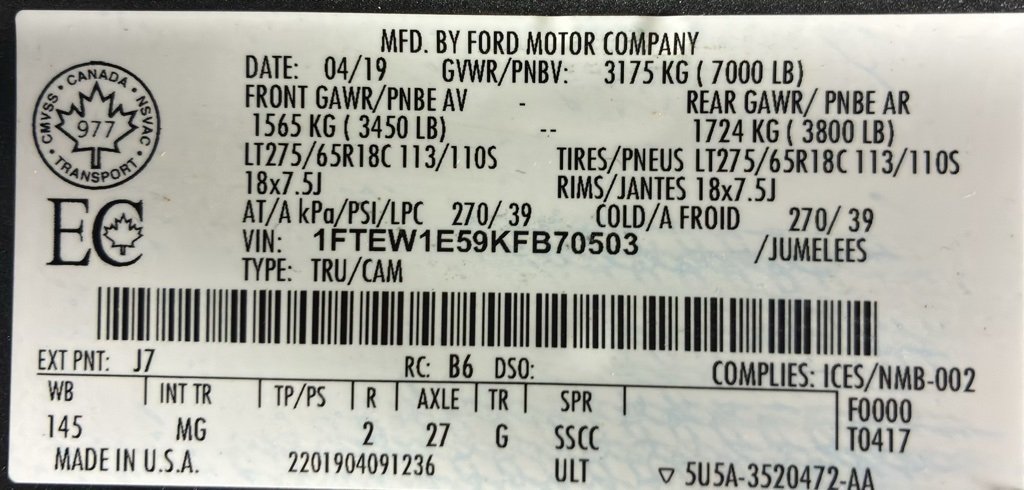 MFD. BY FORD MOTOR COMPANY
DATE: 04/19 GVWR/PNBV: 3175 KG ( 7000 LB)
FRONT GAWR/PNBE AV - REAR GAWR/ PNBE AR
1565 KG ( 3450 LB) -- 1724 KG ( 3800 LB)
LT275/65R18C 113/110S TIRES/PNEUS LT275/65R18C 113/110S
18x7.5J RIMS/JANTES 18x7.5J
AT/A kPa/PSI/LPC 270/ 39 COLD/A FROID 270/ 39
VIN: 1FTEW1E59KFB70503 /JUMELEES
TYPE: TRU/CAM
CMVSS · CANADA · NSVAC · TRANSPORT ·
977
EC
EXT PNT: J7 RC: B6 DSO: COMPLIES: ICES/NMB-002
WB INT TR TP/PS R AXLE TR SPR F0000
145 MG 2 27 G SSCC T0417
MADE IN U.S.A. 2201904091236 ULT ▽ 5U5A-3520472-AA